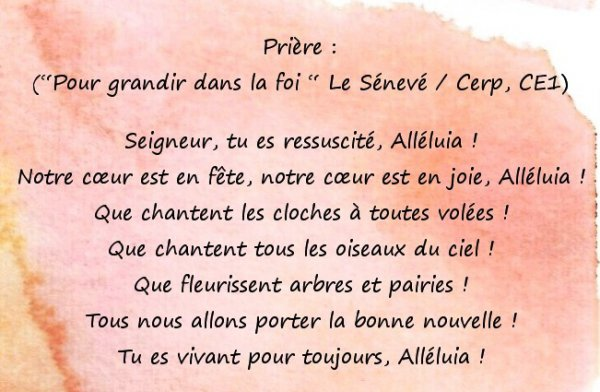 Prière :
("Pour grandir dans la foi " Le Sénevé / Cerp, CE1)
Seigneur, tu es ressuscité, Alléluia !
Notre cœur est en fête, notre cœur est en joie, Alléluia !
Que chantent les cloches à toutes volées !
Que chantent tous les oiseaux du ciel !
Que fleurissent arbres et pairies !
Tous nous allons porter la bonne nouvelle !
Tu es vivant pour toujours, Alléluia !